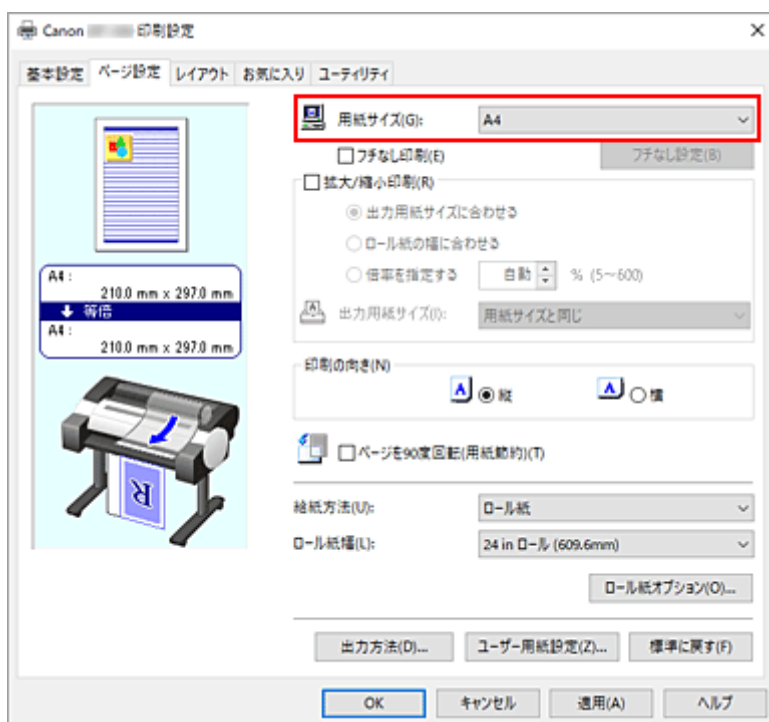 Canon 印刷設定
基本設定 ページ設定 レイアウト お気に入り ユーティリティ
用紙サイズ(G): A4
フチなし印刷(E) フチなし設定(B)
拡大/縮小印刷(R)
出力用紙サイズに合わせる
ロール紙の幅に合わせる
倍率を指定する 自動 % (5～600)
出力用紙サイズ(I): 用紙サイズと同じ
A4 :
210.0 mm x 297.0 mm
等倍
A4 :
210.0 mm x 297.0 mm
印刷の向き(N)
A 縦 A 横
ページを90度回転(用紙節約)(T)
R
給紙方法(U): ロール紙
ロール紙幅(L): 24 in ロール (609.6mm)
ロール紙オプション(O)...
出力方法(D)... ユーザー用紙設定(Z)... 標準に戻す(F)
OK キャンセル 適用(A) ヘルプ